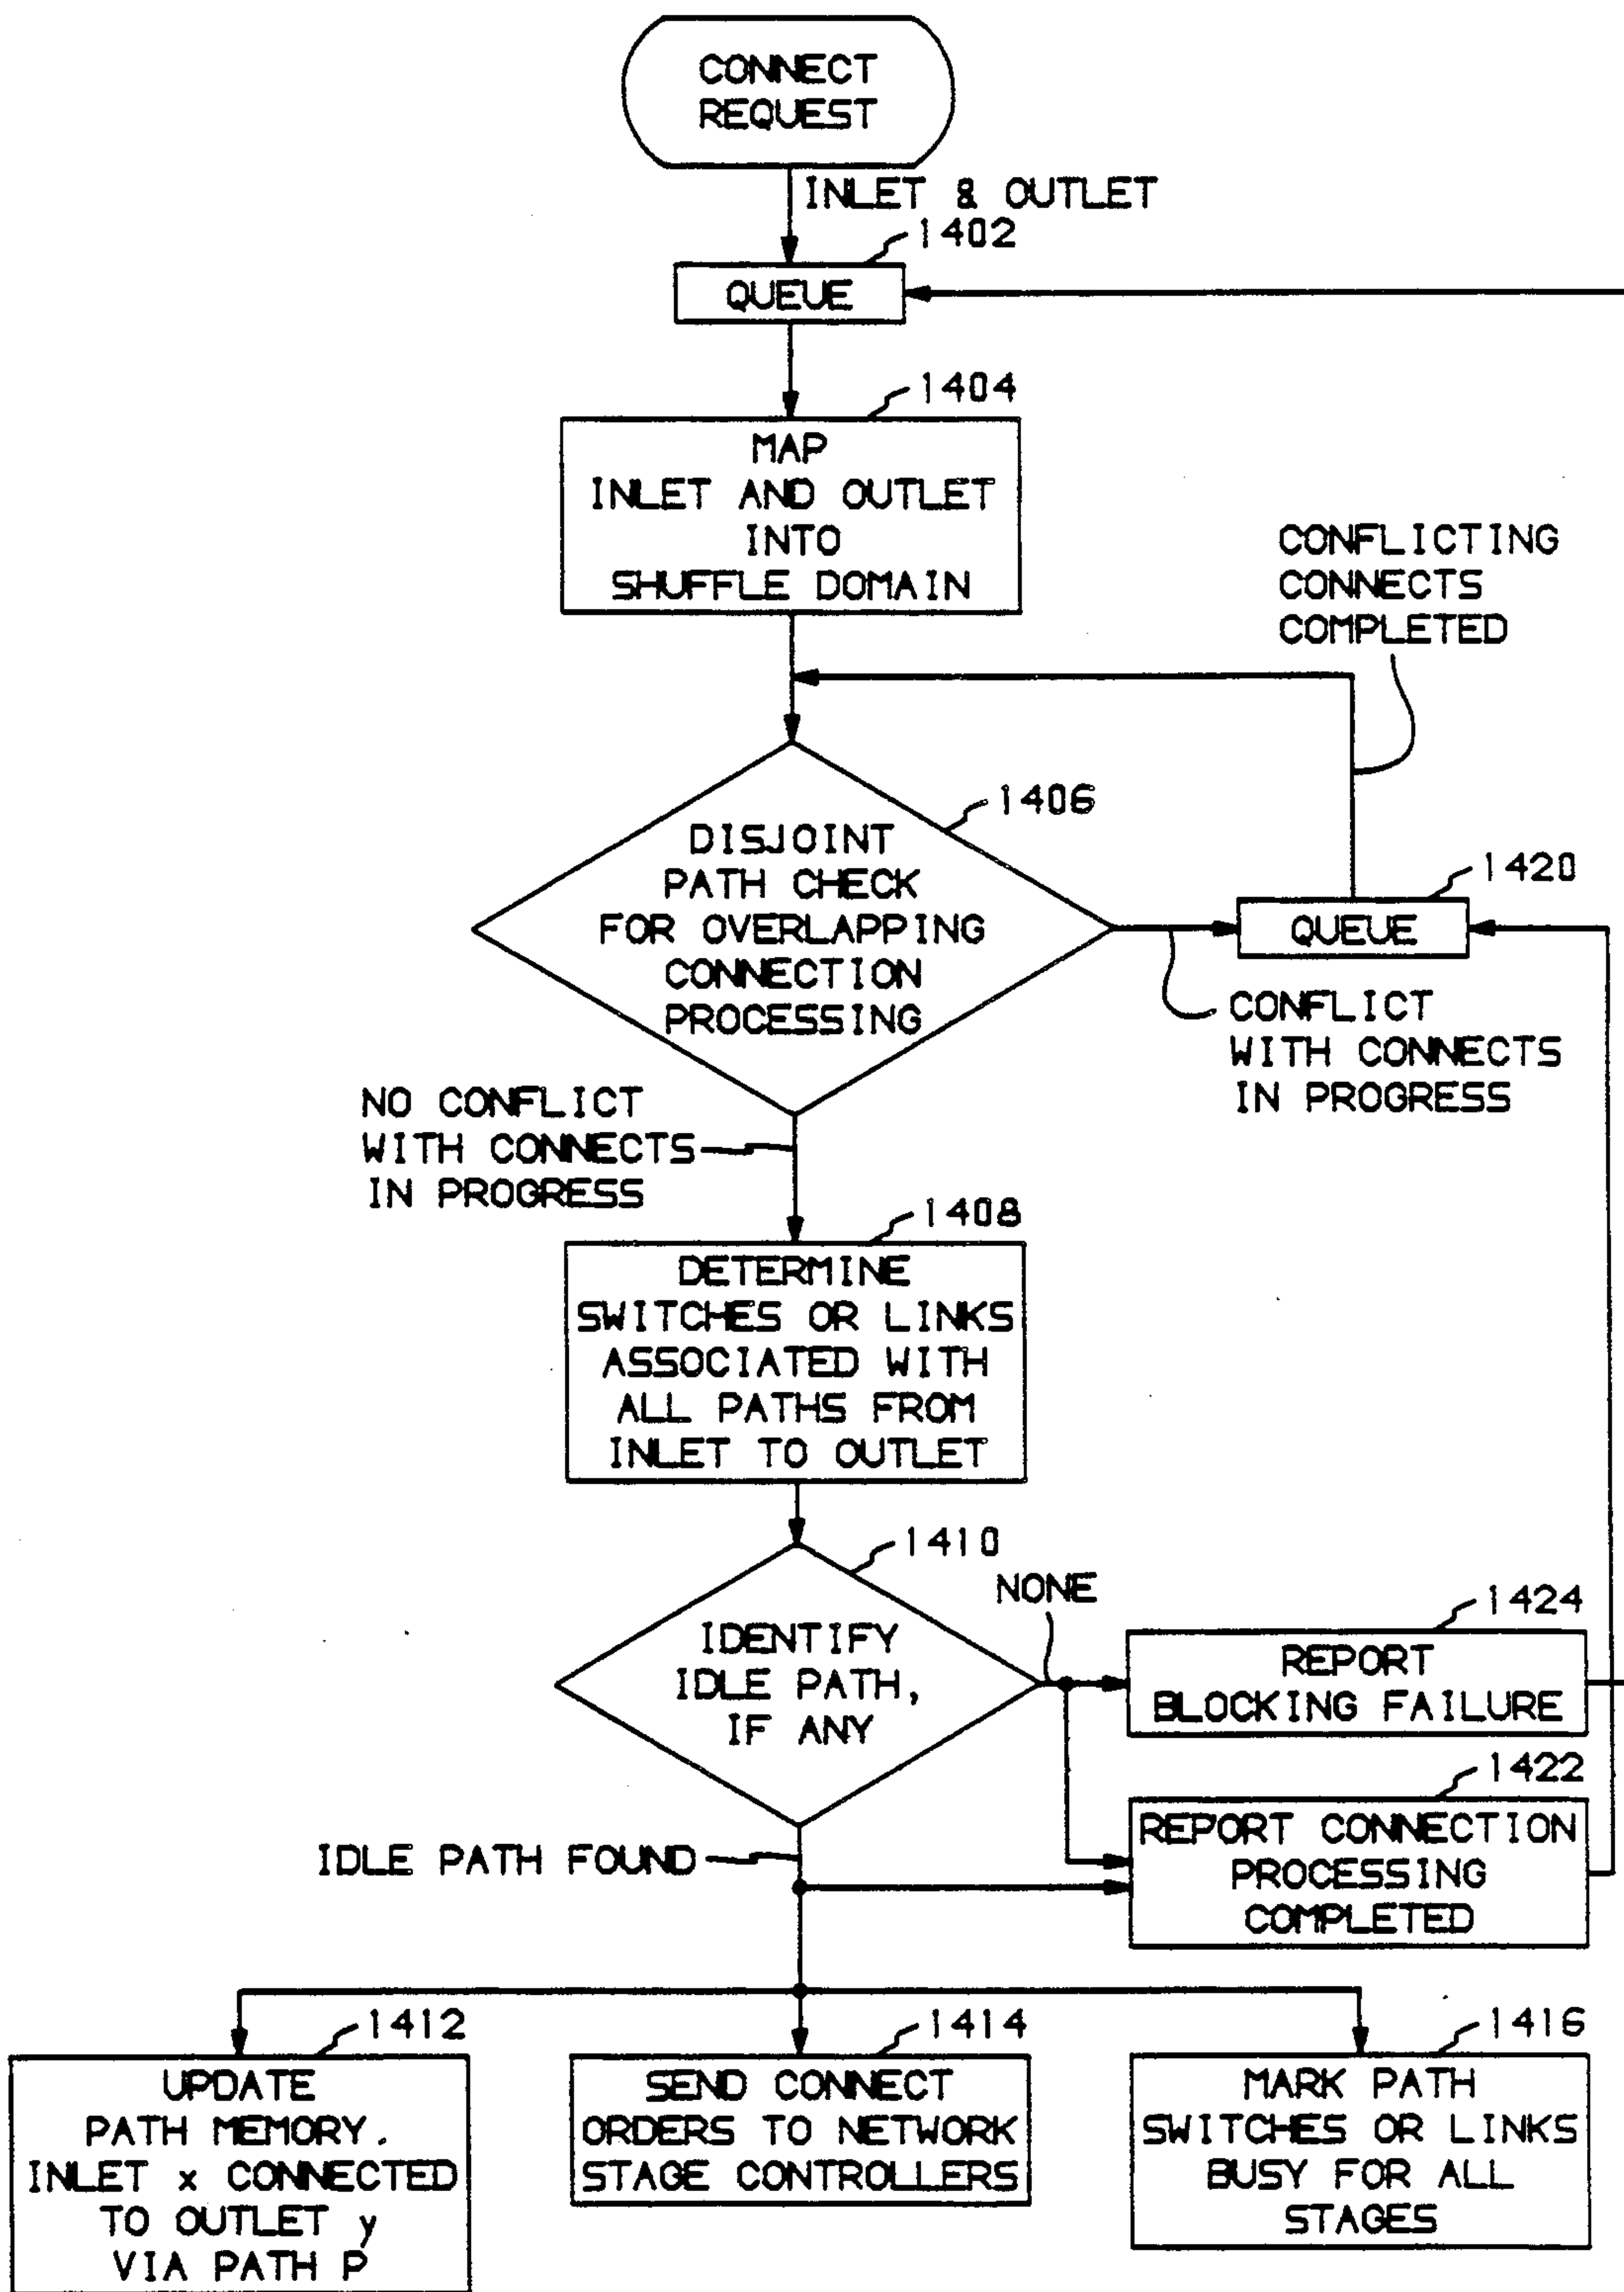 CONNECT
REQUEST
INLET & OUTLET
1402
QUEUE
1404
MAP
INLET AND OUTLET
INTO
SHUFFLE DOMAIN
CONFLICTING
CONNECTS
COMPLETED
1406
DISJOINT
PATH CHECK
FOR OVERLAPPING
CONNECTION
PROCESSING
1420
QUEUE
CONFLICT
WITH CONNECTS
IN PROGRESS
NO CONFLICT
WITH CONNECTS
IN PROGRESS
1408
DETERMINE
SWITCHES OR LINKS
ASSOCIATED WITH
ALL PATHS FROM
INLET TO OUTLET
1410
IDENTIFY
IDLE PATH,
IF ANY
NONE
1424
REPORT
BLOCKING FAILURE
1422
REPORT CONNECTION
PROCESSING
COMPLETED
IDLE PATH FOUND
1412
UPDATE
PATH MEMORY.
INLET x CONNECTED
TO OUTLET y
VIA PATH P
1414
SEND CONNECT
ORDERS TO NETWORK
STAGE CONTROLLERS
1416
MARK PATH
SWITCHES OR LINKS
BUSY FOR ALL
STAGES